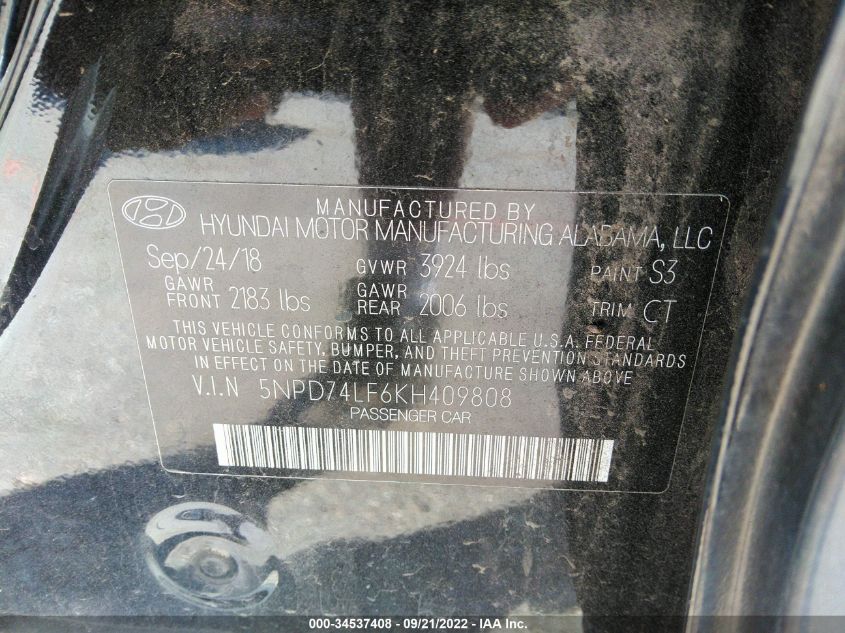 MANUFACTURED BY
HYUNDAI MOTOR MANUFACTURING ALABAMA, LLC
Sep/24/18 GVWR 3924 lbs PAINT S3
GAWR FRONT 2183 lbs GAWR REAR 2006 lbs TRIM CT
THIS VEHICLE CONFORMS TO ALL APPLICABLE U.S.A. FEDERAL
MOTOR VEHICLE SAFETY, BUMPER, AND THEFT PREVENTION STANDARDS
IN EFFECT ON THE DATE OF MANUFACTURE SHOWN ABOVE
V.I.N 5NPD74LF6KH409808
PASSENGER CAR
000-34537408 - 09/21/2022 - IAA Inc.